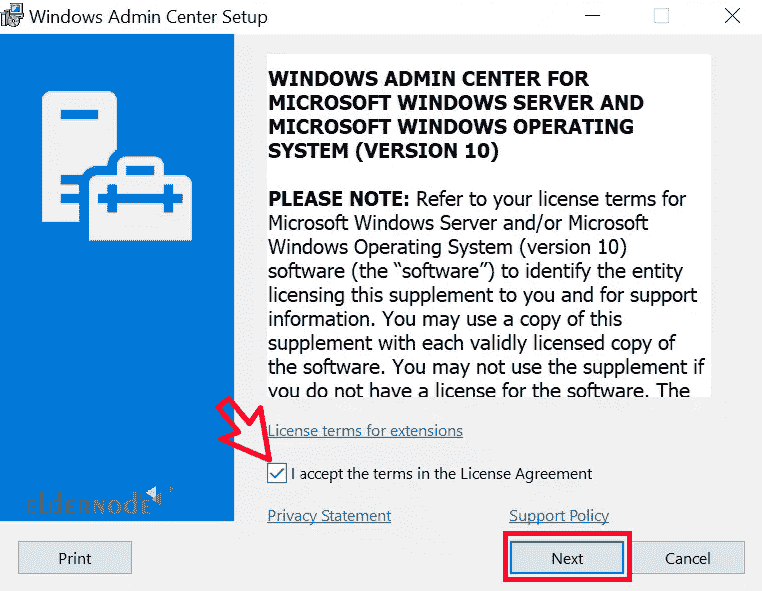 Windows Admin Center Setup
WINDOWS ADMIN CENTER FOR
MICROSOFT WINDOWS SERVER AND
MICROSOFT WINDOWS OPERATING
SYSTEM (VERSION 10)
PLEASE NOTE: Refer to your license terms for
Microsoft Windows Server and/or Microsoft
Windows Operating System (version 10)
software (the “software”) to identify the entity
licensing this supplement to you and for support
information. You may use a copy of this
supplement with each validly licensed copy of
the software. You may not use the supplement if
you do not have a license for the software. The
License terms for extensions
I accept the terms in the License Agreement
eldernode
Privacy Statement
Support Policy
Print
Next
Cancel